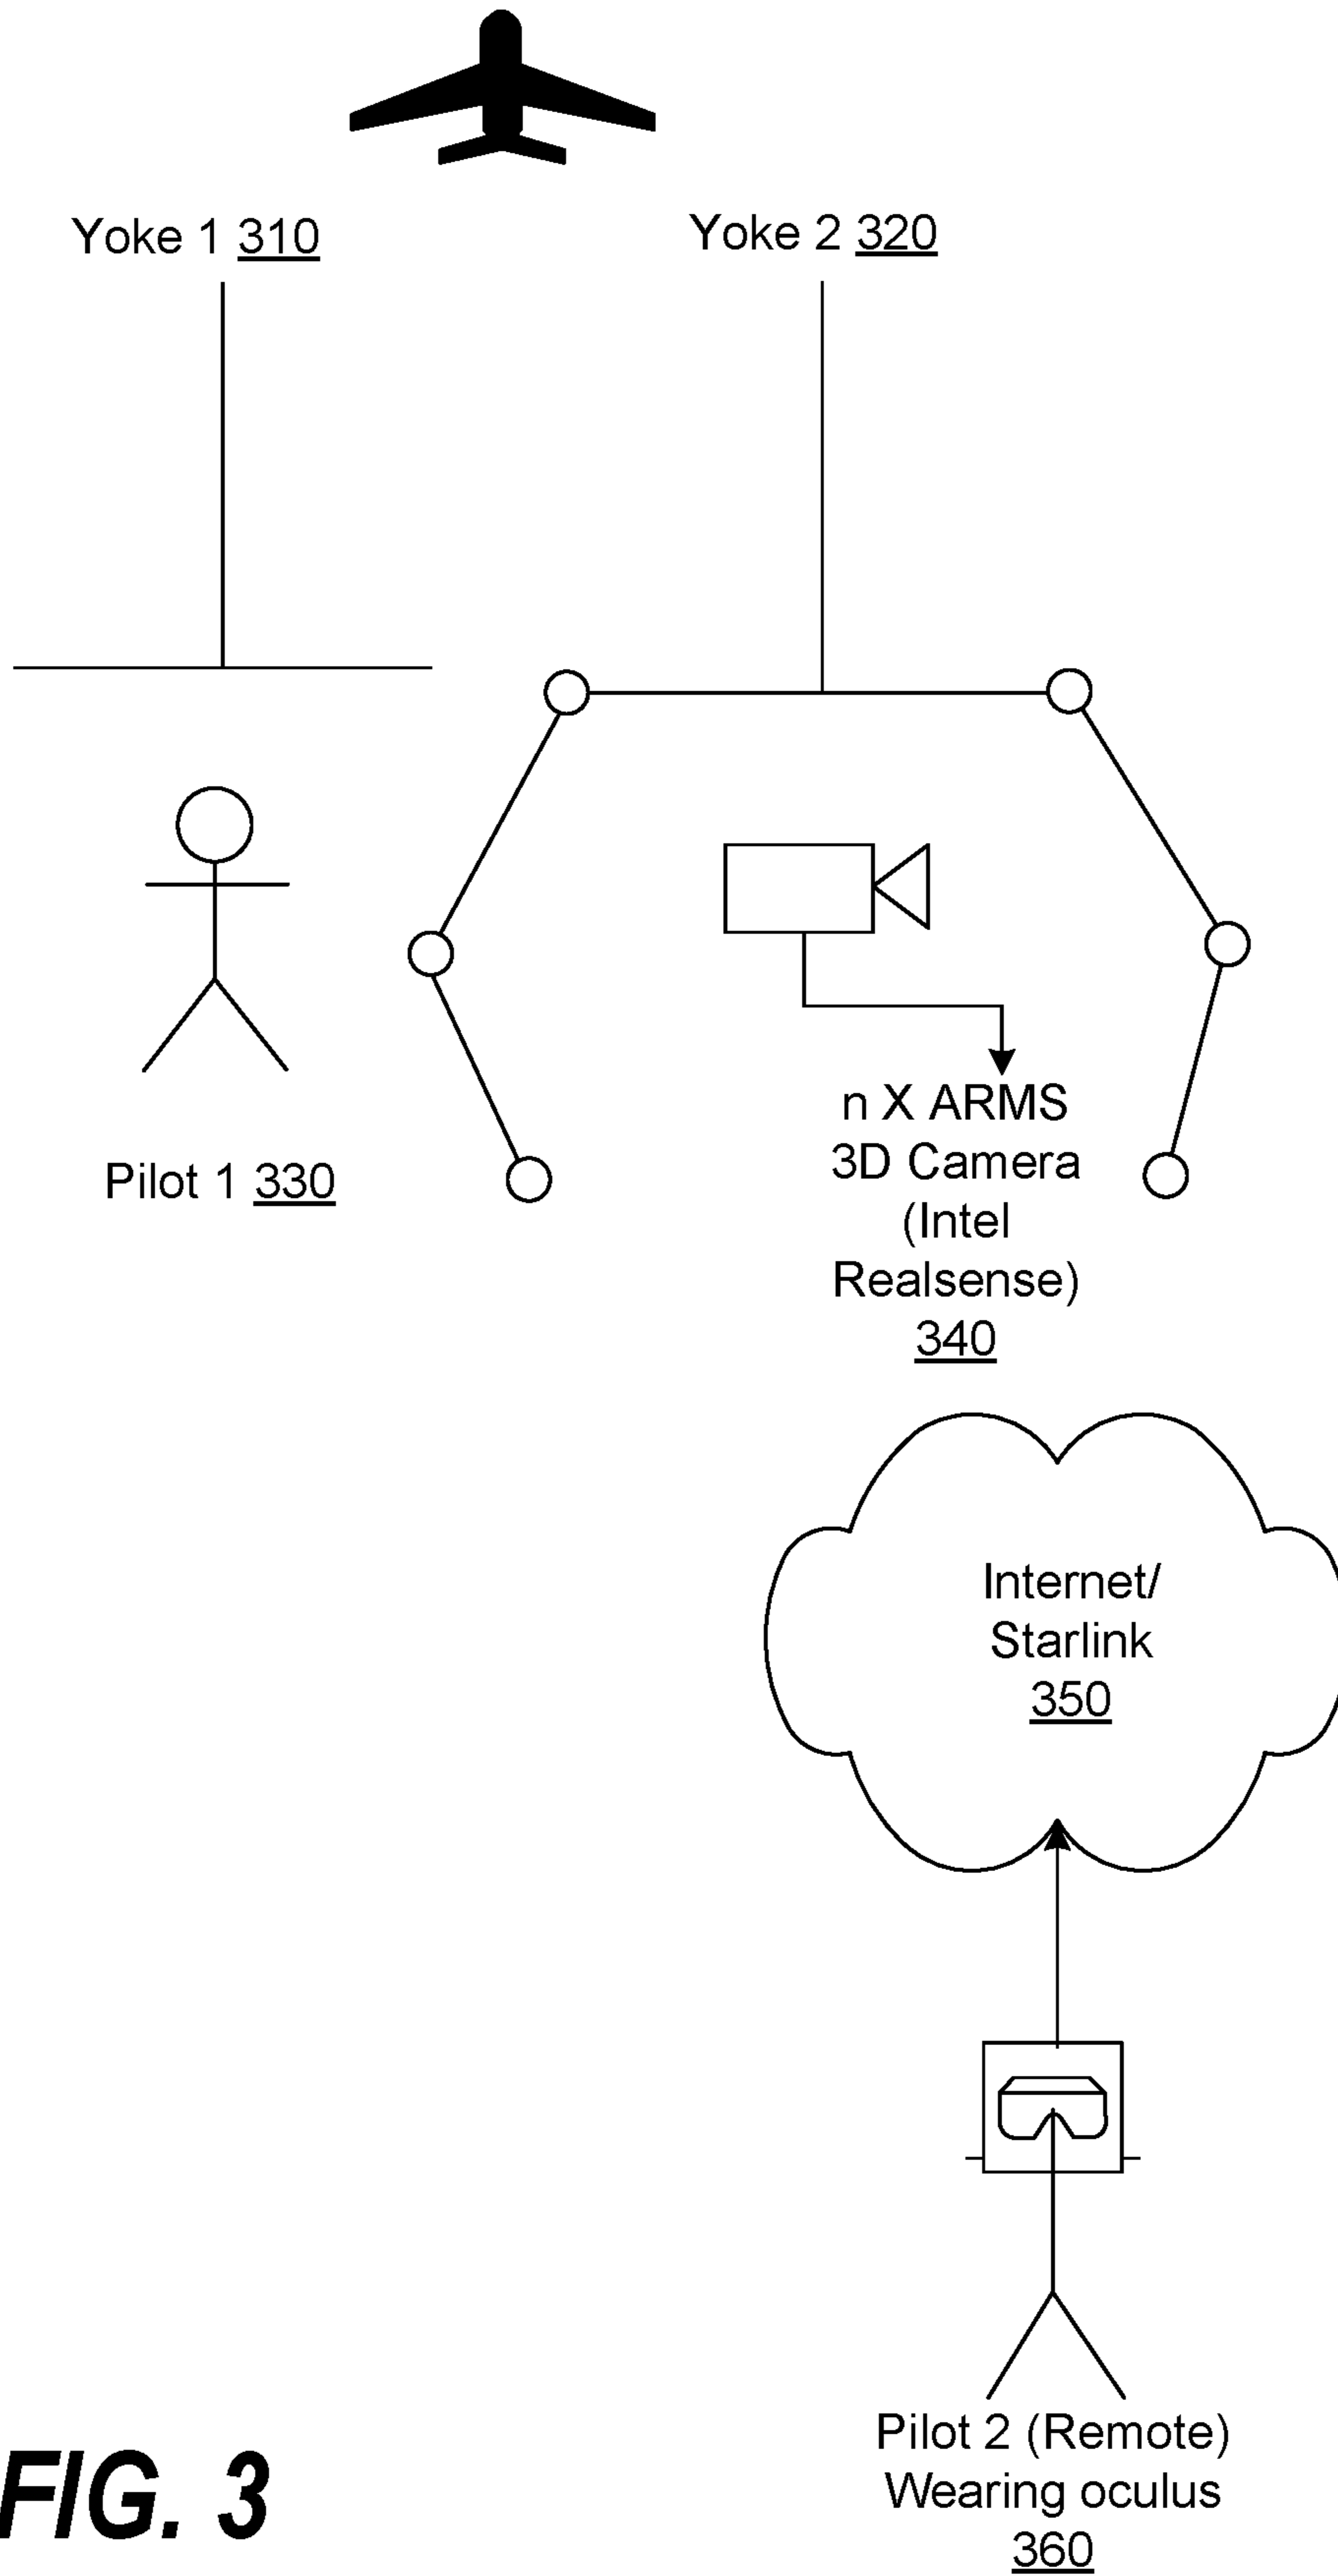 Yoke 1 310
Yoke 2 320
Pilot 1 330
n X ARMS
3D Camera
(Intel
Realsense)
340
Internet/
Starlink
350
Pilot 2 (Remote)
Wearing oculus
360
FIG. 3